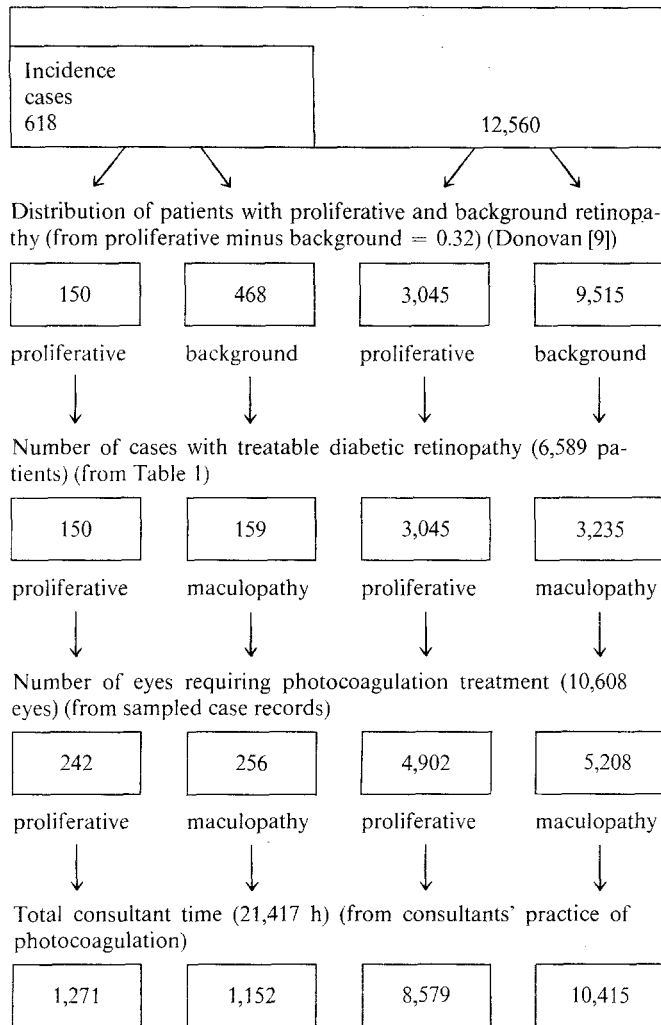 Incidence
cases
618
12,560
Distribution of patients with proliferative and background retinopa-
thy (from proliferative minus background = 0.32) (Donovan [9])
150 468 3,045 9,515
proliferative background proliferative background
Number of cases with treatable diabetic retinopathy (6,589 pa-
tients) (from Table 1)
150 159 3,045 3,235
proliferative maculopathy proliferative maculopathy
Number of eyes requiring photocoagulation treatment (10,608
eyes) (from sampled case records)
242 256 4,902 5,208
proliferative maculopathy proliferative maculopathy
Total consultant time (21,417 h) (from consultants' practice of
photocoagulation)
1,271 1,152 8,579 10,415